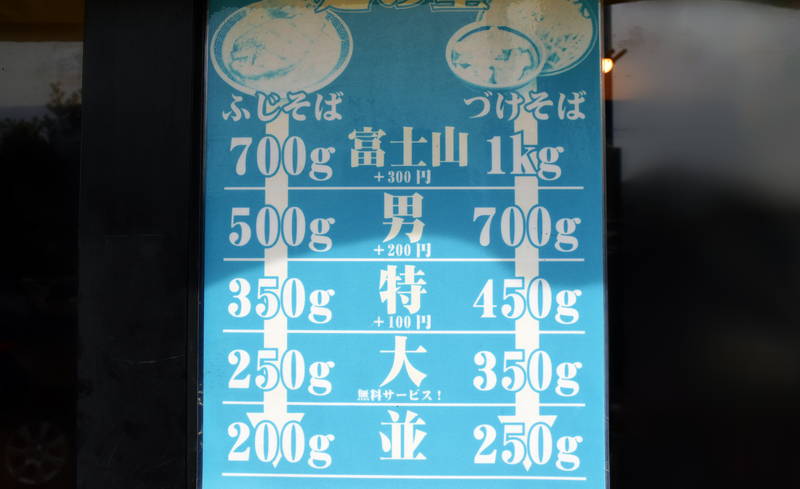 ふじそば づけそば
700g 富士山 1kg
+300円
500g 男 700g
+200円
350g 特 450g
+100円
250g 大 350g
無料サービス!
200g 並 250g